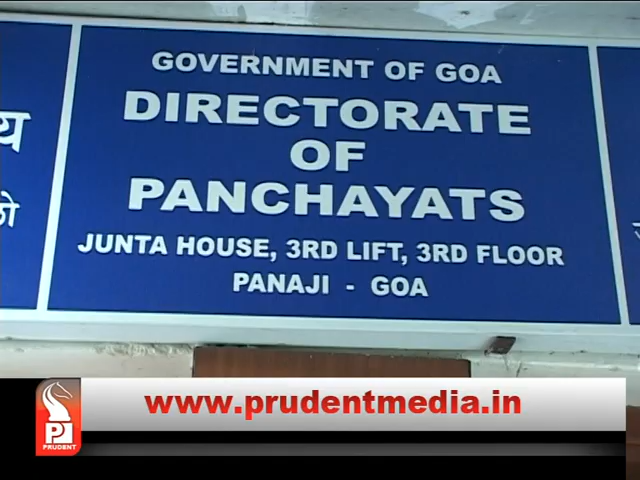 GOVERNMENT OF GOA
DIRECTORATE
OF
PANCHAYATS
JUNTA HOUSE, 3RD LIFT, 3RD FLOOR
PANAJI - GOA
www.prudentmedia.in
PRUDENT